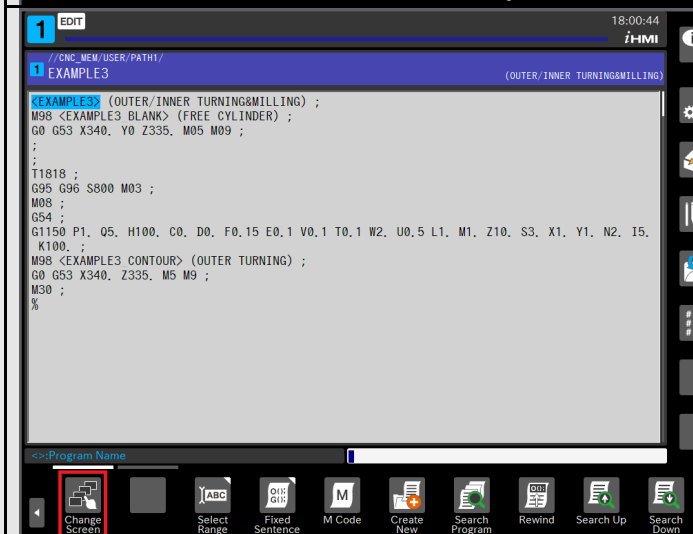 1 EDIT 18:00:44
iHMI
//CNC_MEM/USER/PATH1/
1 EXAMPLE3 (OUTER/INNER TURNING&MILLING)
<EXAMPLE3> (OUTER/INNER TURNING&MILLING) ;
M98 <EXAMPLE3 BLANK> (FREE CYLINDER) ;
G0 G53 X340. Y0 Z335. M05 M09 ;
;
;
T1818 ;
G95 G96 S800 M03 ;
M08 ;
G54 ;
G1150 P1. Q5. H100. C0. D0. F0.15 E0.1 V0.1 T0.1 W2. U0.5 L1. M1. Z10. S3. X1. Y1. N2. I5.
K100. ;
M98 <EXAMPLE3 CONTOUR> (OUTER TURNING) ;
G0 G53 X340. Z335. M5 M9 ;
M30 ;
%
<>:Program Name
ABC
O():
G():
M
O():
Change Screen
Select Range
Fixed Sentence
M Code
Create New
Search Program
Rewind
Search Up
Search Down